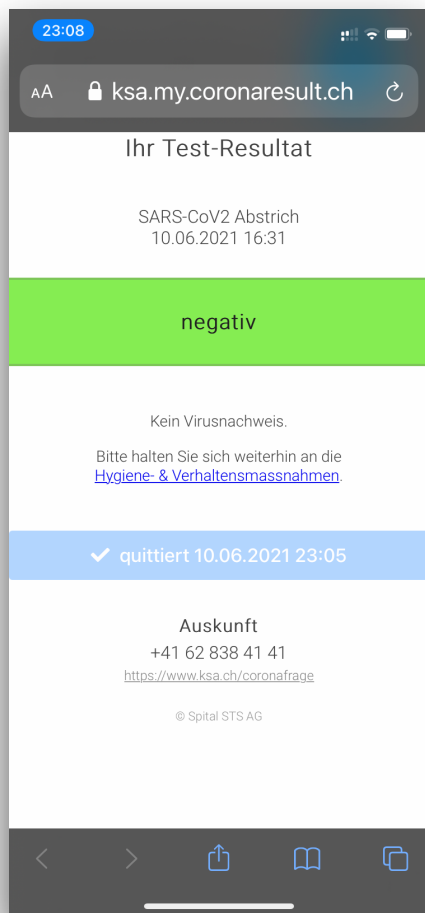 23:08
AA ksa.my.coronaresult.ch
Ihr Test-Resultat
SARS-CoV2 Abstrich
10.06.2021 16:31
negativ
Kein Virusnachweis.
Bitte halten Sie sich weiterhin an die
Hygiene- & Verhaltensmassnahmen.
quittiert 10.06.2021 23:05
Auskunft
+41 62 838 41 41
https://www.ksa.ch/coronafrage
© Spital STS AG